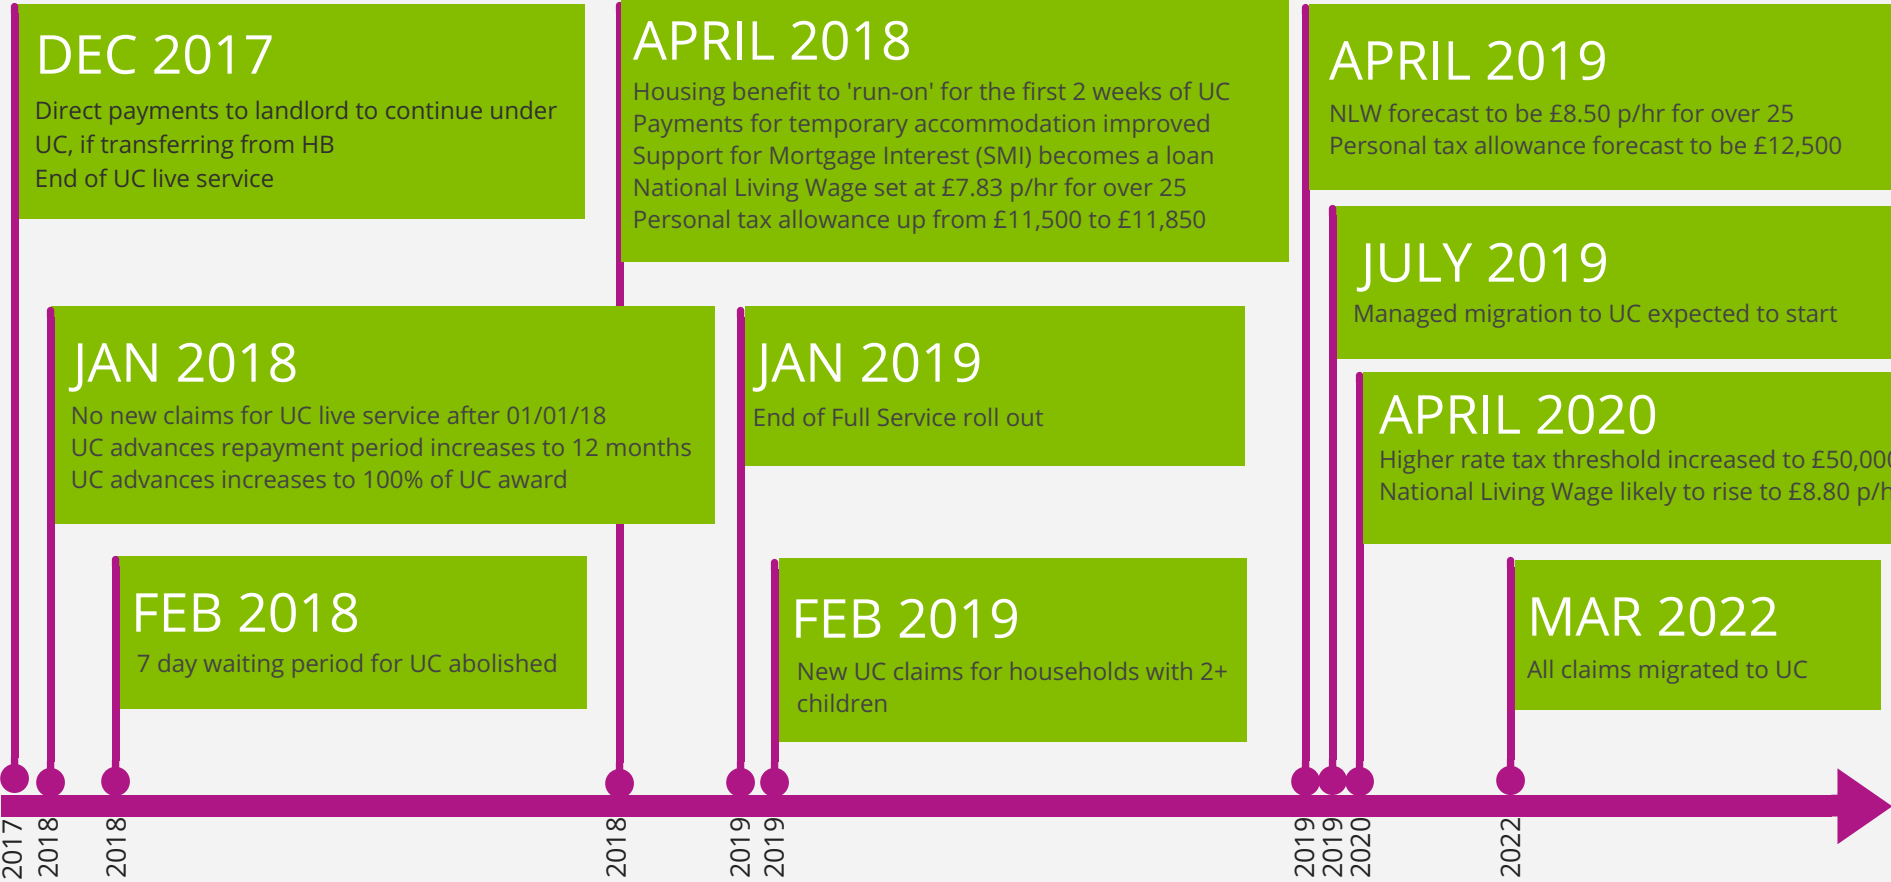 DEC 2017
Direct payments to landlord to continue under
UC, if transferring from HB
End of UC live service
APRIL 2018
Housing benefit to 'run-on' for the first 2 weeks of UC
Payments for temporary accommodation improved
Support for Mortgage Interest (SMI) becomes a loan
National Living Wage set at £7.83 p/hr for over 25
Personal tax allowance up from £11,500 to £11,850
APRIL 2019
NLW forecast to be £8.50 p/hr for over 25
Personal tax allowance forecast to be £12,500
JULY 2019
Managed migration to UC expected to start
JAN 2018
No new claims for UC live service after 01/01/18
UC advances repayment period increases to 12 months
UC advances increases to 100% of UC award
JAN 2019
End of Full Service roll out
APRIL 2020
Higher rate tax threshold increased to £50,000
National Living Wage likely to rise to £8.80 p/h
FEB 2018
7 day waiting period for UC abolished
FEB 2019
New UC claims for households with 2+
children
MAR 2022
All claims migrated to UC
2017
2018
2018
2018
2019
2019
2019
2019
2020
2022